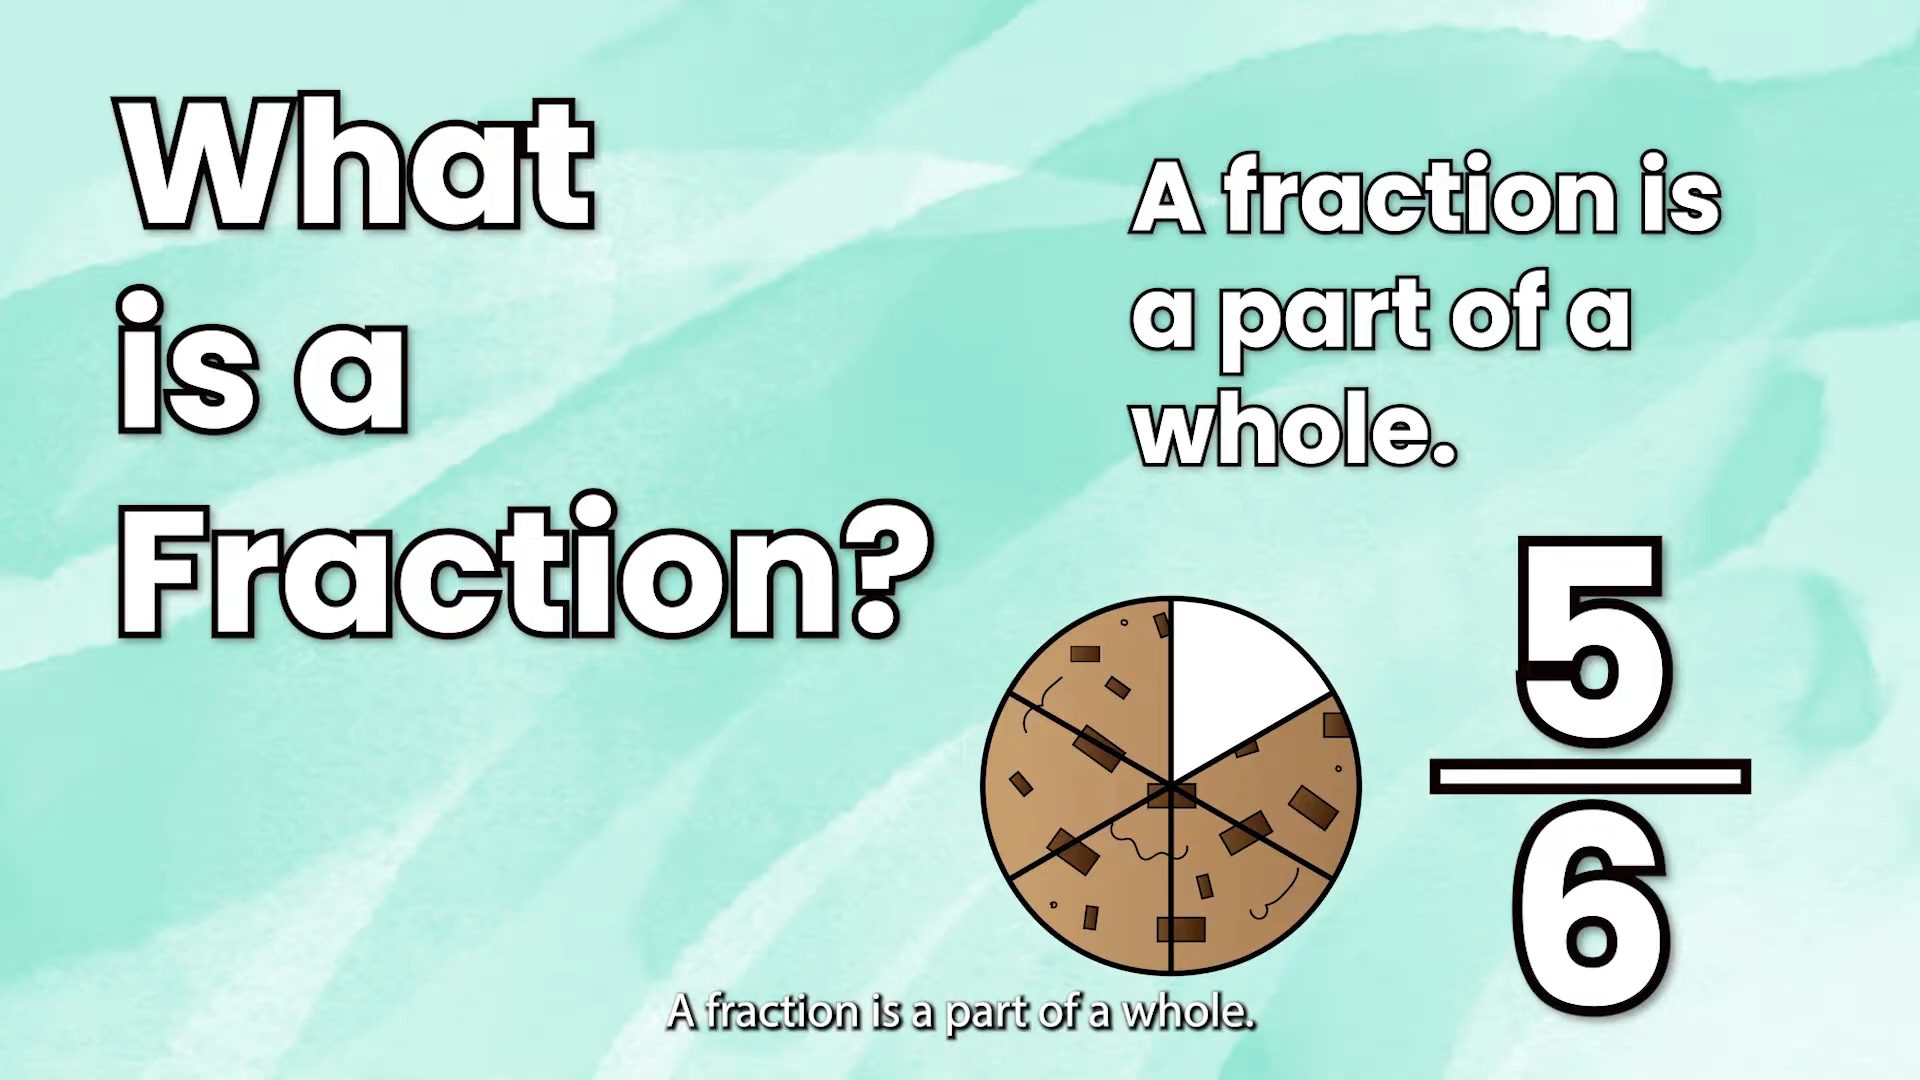 What
is a
Fraction?
A fraction is
a part of a
whole.
5
6
A fraction is a part of a whole.